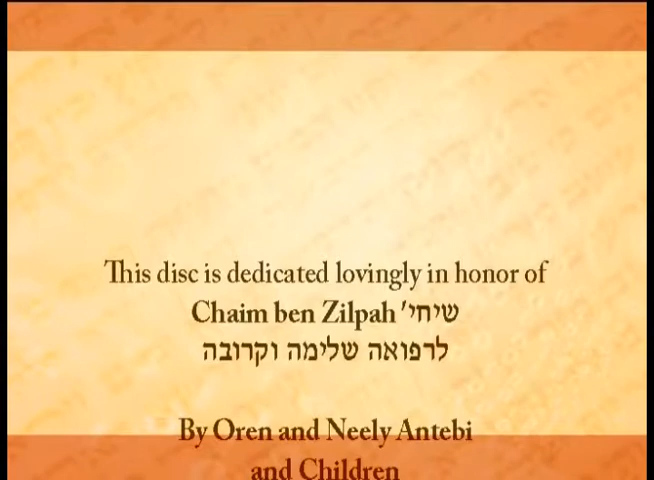 This disc is dedicated lovingly in honor of
Chaim ben Zilpah שיחי'
לרפואה שלימה וקרובה
By Oren and Neely Antebi
and Children